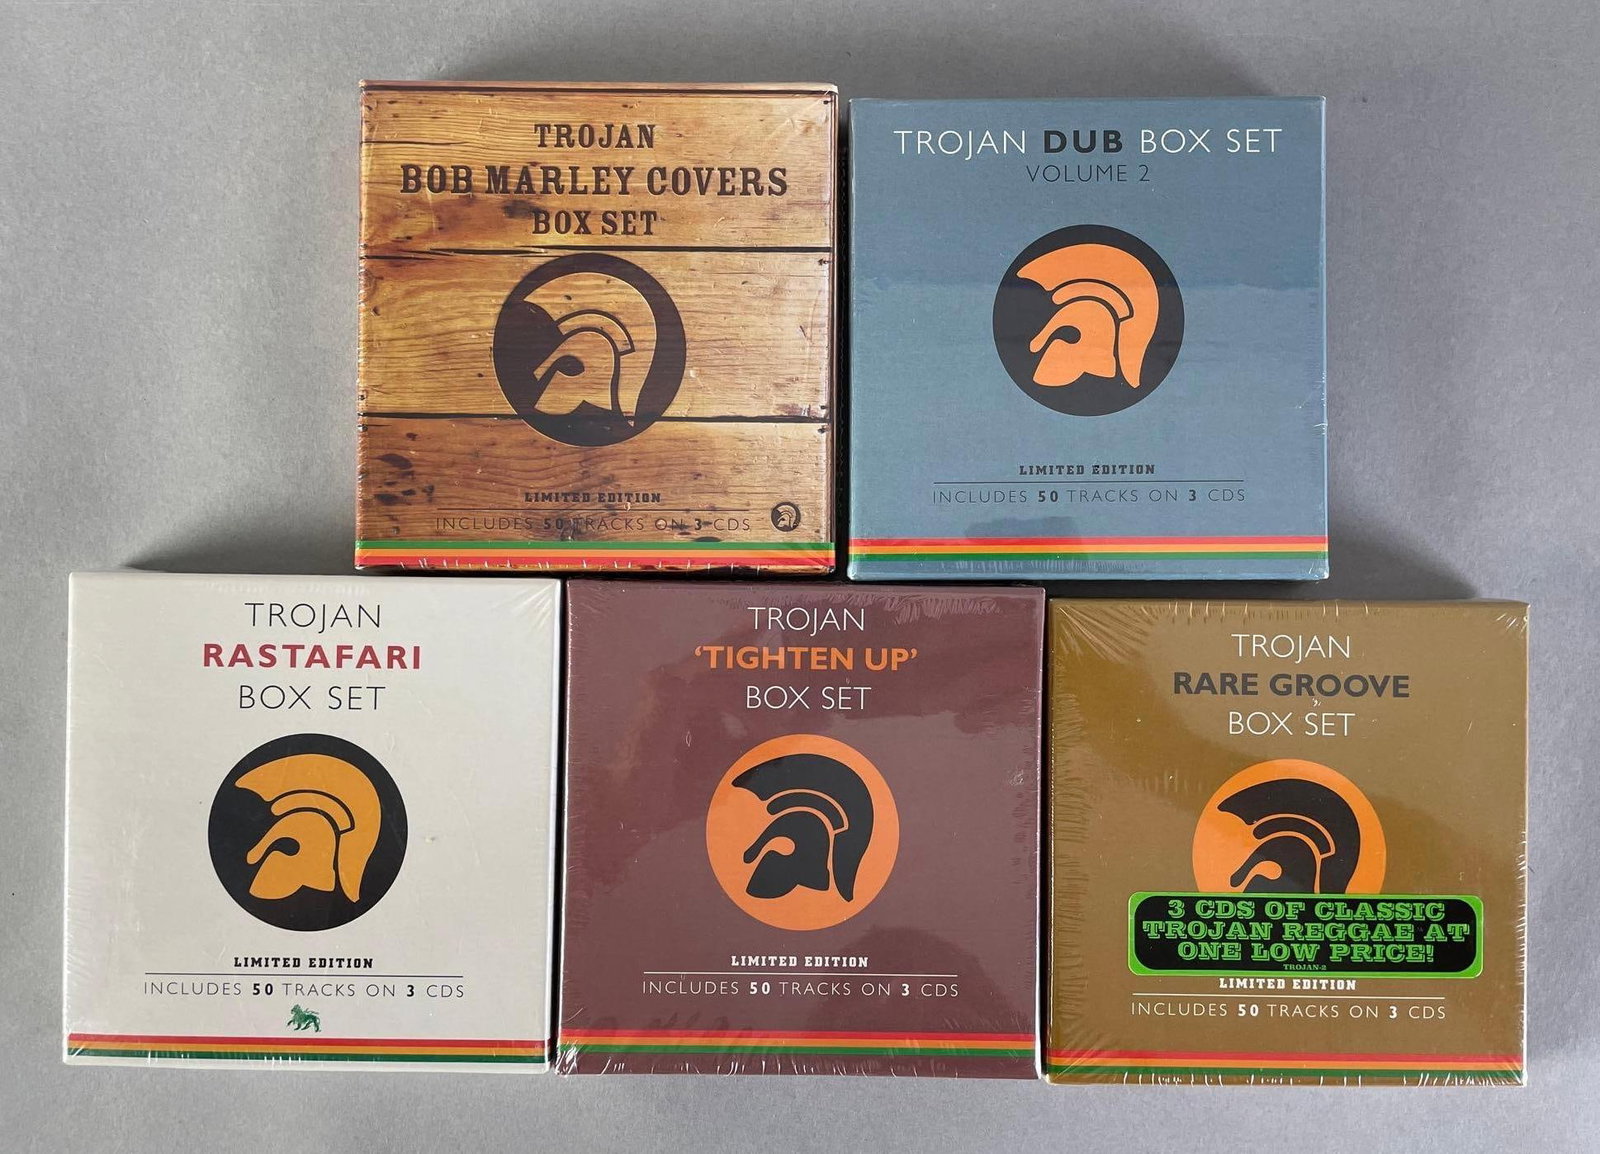 TROJAN
BOB MARLEY COVERS
BOX SET
LIMITED EDITION
INCLUDES 50 TRACKS ON 3 CDS
TROJAN DUB BOX SET
VOLUME 2
LIMITED EDITION
INCLUDES 50 TRACKS ON 3 CDS
TROJAN
RASTAFARI
BOX SET
LIMITED EDITION
INCLUDES 50 TRACKS ON 3 CDS
TROJAN
‘TIGHTEN UP’
BOX SET
LIMITED EDITION
INCLUDES 50 TRACKS ON 3 CDS
TROJAN
RARE GROOVE
BOX SET
3 CDS OF CLASSIC
TROJAN REGGAE AT
ONE LOW PRICE!
TROJAN-2
LIMITED EDITION
INCLUDES 50 TRACKS ON 3 CDS